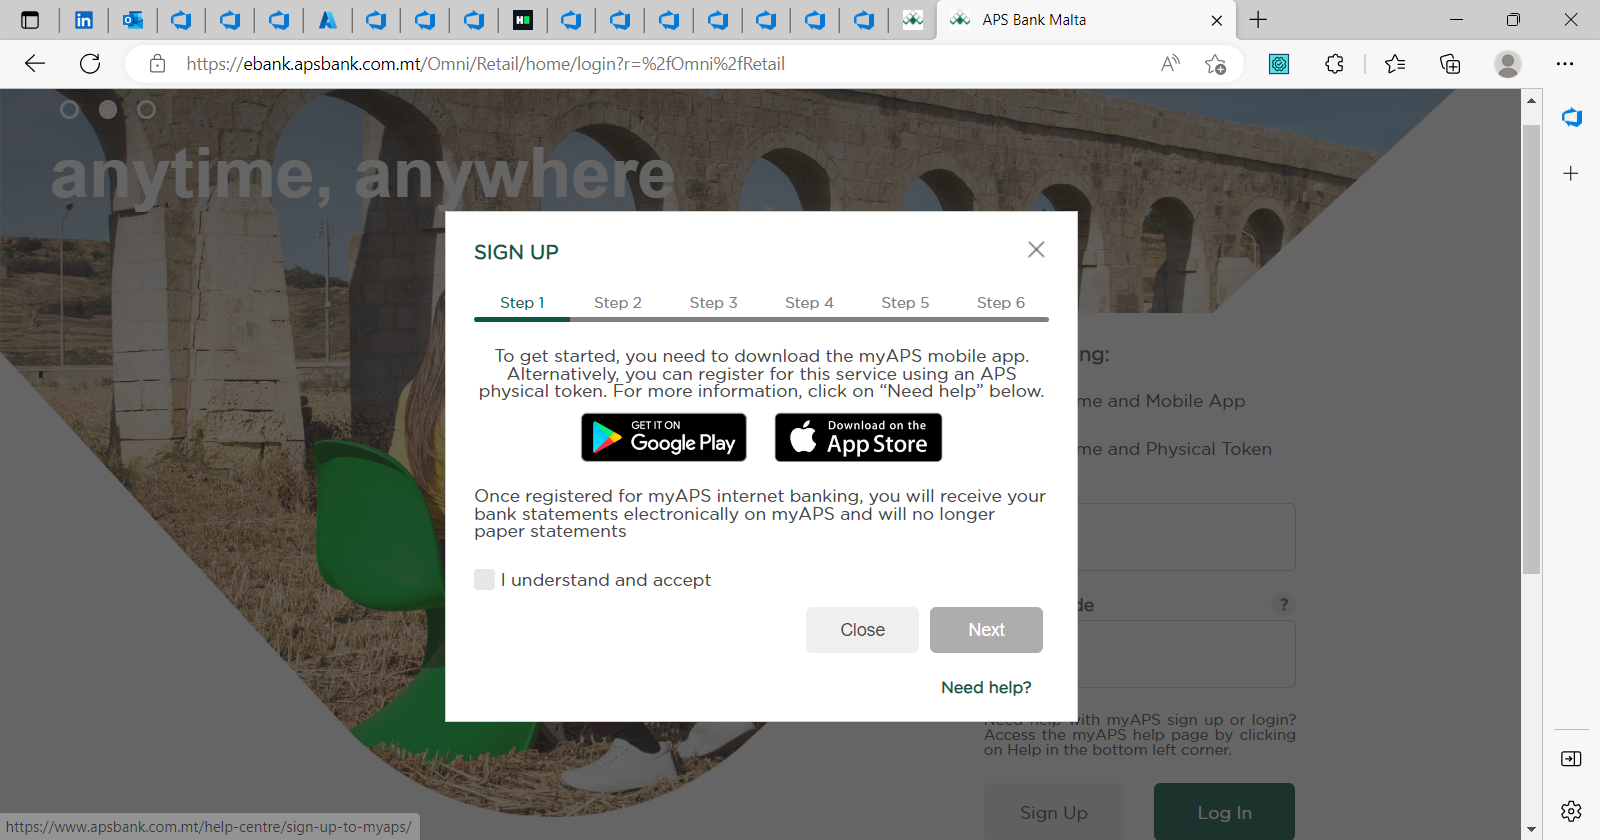 APS Bank Malta
https://ebank.apsbank.com.mt/Omni/Retail/home/login?r=%2fOmni%2fRetail
anytime, anywhere
SIGN UP
Step 1 Step 2 Step 3 Step 4 Step 5 Step 6
To get started, you need to download the myAPS mobile app.
Alternatively, you can register for this service using an APS
physical token. For more information, click on “Need help” below.
GET IT ON
Google Play
Download on the
App Store
Once registered for myAPS internet banking, you will receive your
bank statements electronically on myAPS and will no longer
paper statements
I understand and accept
Close Next
Need help?
ng:
me and Mobile App
me and Physical Token
de ?
Need help with myAPS sign up or login?
Access the myAPS help page by clicking
on Help in the bottom left corner.
Sign Up Log In
https://www.apsbank.com.mt/help-centre/sign-up-to-myaps/